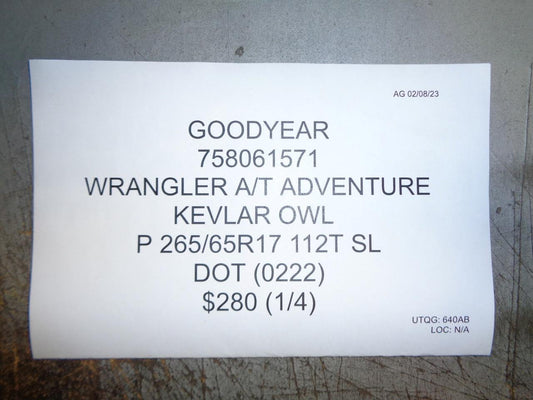 AG 02/08/23
GOODYEAR
758061571
WRANGLER A/T ADVENTURE
KEVLAR OWL
P 265/65R17 112T SL
DOT (0222)
$280 (1/4)
UTQG: 640AB
LOC: N/A